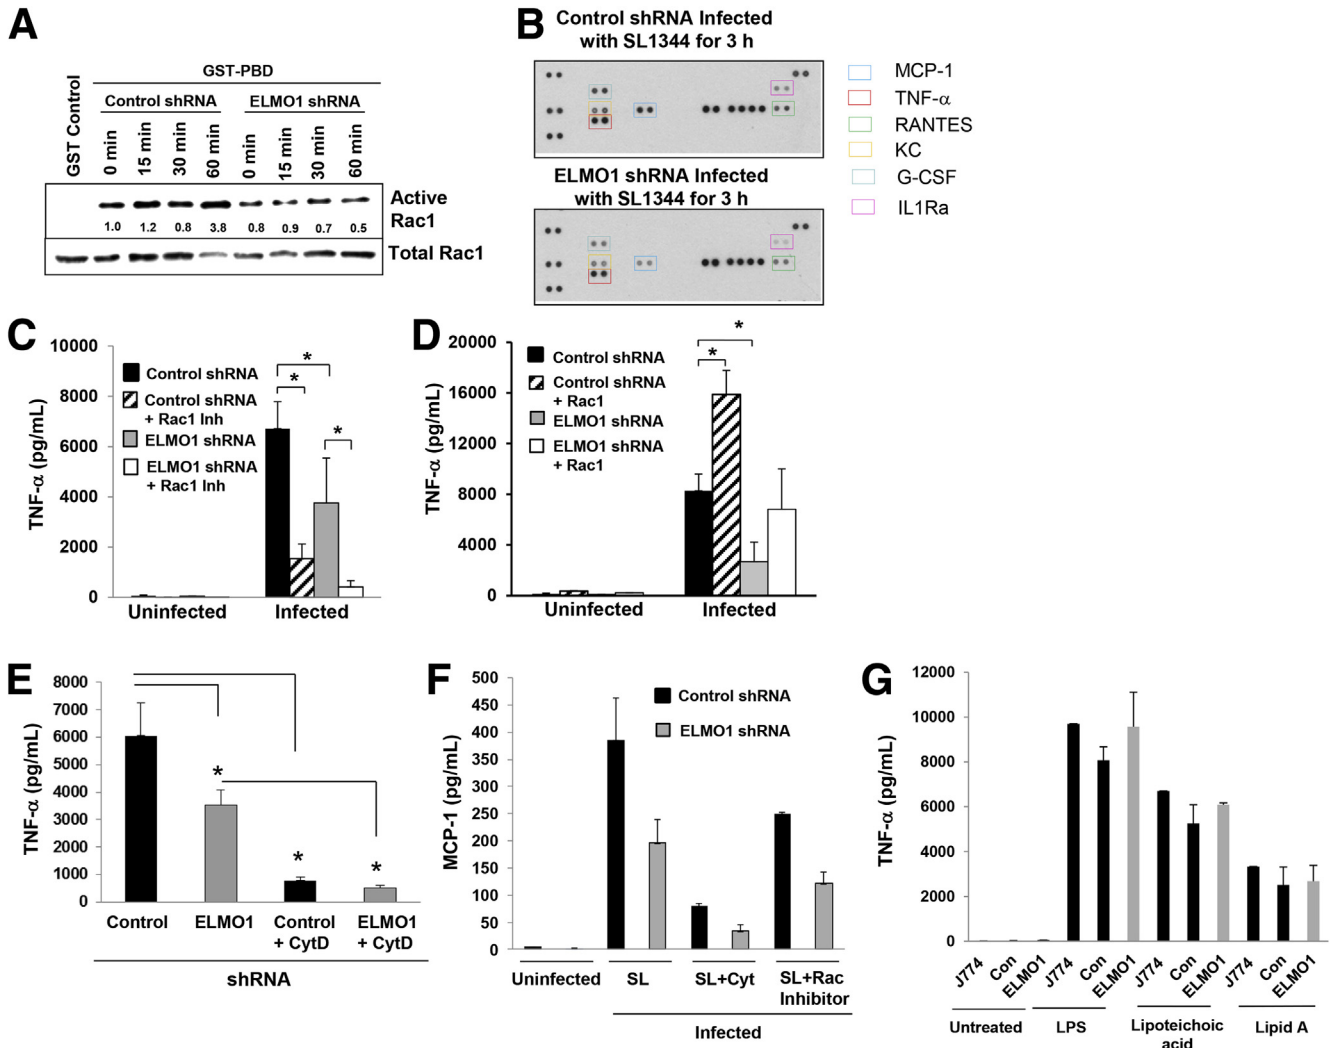 A
GST-PBD
Control shRNA
ELMO1 shRNA
GST Control
0 min
15 min
30 min
60 min
0 min
15 min
30 min
60 min
Active
Rac1
1.0 1.2 0.8 3.8 0.8 0.9 0.7 0.5
Total Rac1
B
Control shRNA Infected
with SL1344 for 3 h
ELMO1 shRNA Infected
with SL1344 for 3 h
MCP-1
TNF-α
RANTES
KC
G-CSF
IL1Ra
C
TNF-α (pg/mL)
10000
8000
6000
4000
2000
0
Control shRNA
Control shRNA
+ Rac1 Inh
ELMO1 shRNA
ELMO1 shRNA
+ Rac1 Inh
*
*
*
Uninfected
Infected
D
TNF-α (pg/mL)
20000
16000
12000
8000
4000
0
Control shRNA
Control shRNA
+ Rac1
ELMO1 shRNA
ELMO1 shRNA
+ Rac1
*
*
Uninfected
Infected
E
TNF-α (pg/mL)
8000
7000
6000
5000
4000
3000
2000
1000
0
*
*
*
Control
ELMO1
Control
+ CytD
ELMO1
+ CytD
shRNA
F
MCP-1 (pg/mL)
500
450
400
350
300
250
200
150
100
50
0
Control shRNA
ELMO1 shRNA
Uninfected
SL
SL+Cyt
SL+Rac
Inhibitor
Infected
G
TNF-α (pg/mL)
12000
10000
8000
6000
4000
2000
0
J774
Con
ELMO1
J774
Con
ELMO1
J774
Con
ELMO1
J774
Con
ELMO1
Untreated
LPS
Lipoteichoic
acid
Lipid A